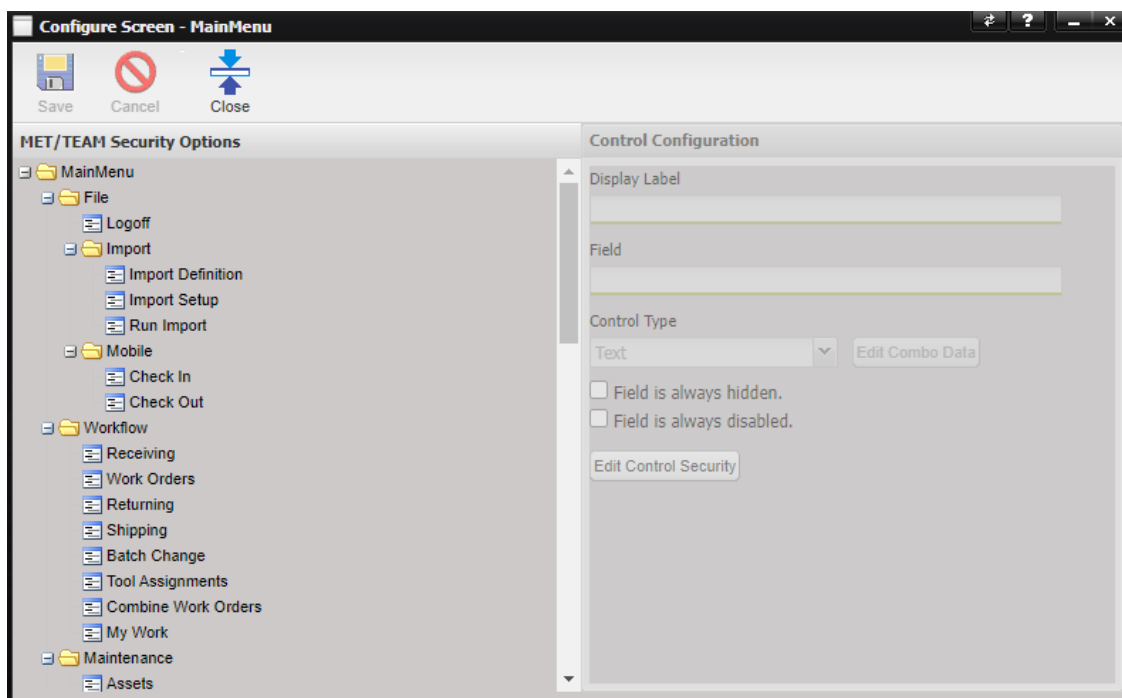 Configure Screen - MainMenu
?
Save Cancel Close
MET/TEAM Security Options
MainMenu
File
Logoff
Import
Import Definition
Import Setup
Run Import
Mobile
Check In
Check Out
Workflow
Receiving
Work Orders
Returning
Shipping
Batch Change
Tool Assignments
Combine Work Orders
My Work
Maintenance
Assets
Control Configuration
Display Label
Field
Control Type
Text Edit Combo Data
Field is always hidden.
Field is always disabled.
Edit Control Security